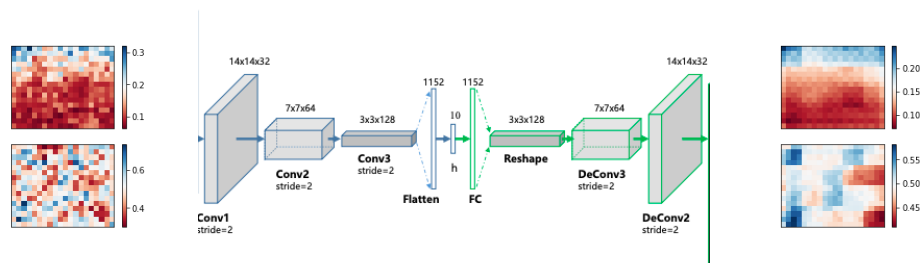 0.3
0.2
0.1
0.6
0.4
14x14x32
Conv1
stride=2
7x7x64
Conv2
stride=2
3x3x128
Conv3
stride=2
1152
Flatten
10
h
1152
FC
3x3x128
Reshape
7x7x64
DeConv3
stride=2
14x14x32
DeConv2
stride=2
0.20
0.15
0.10
0.55
0.50
0.45